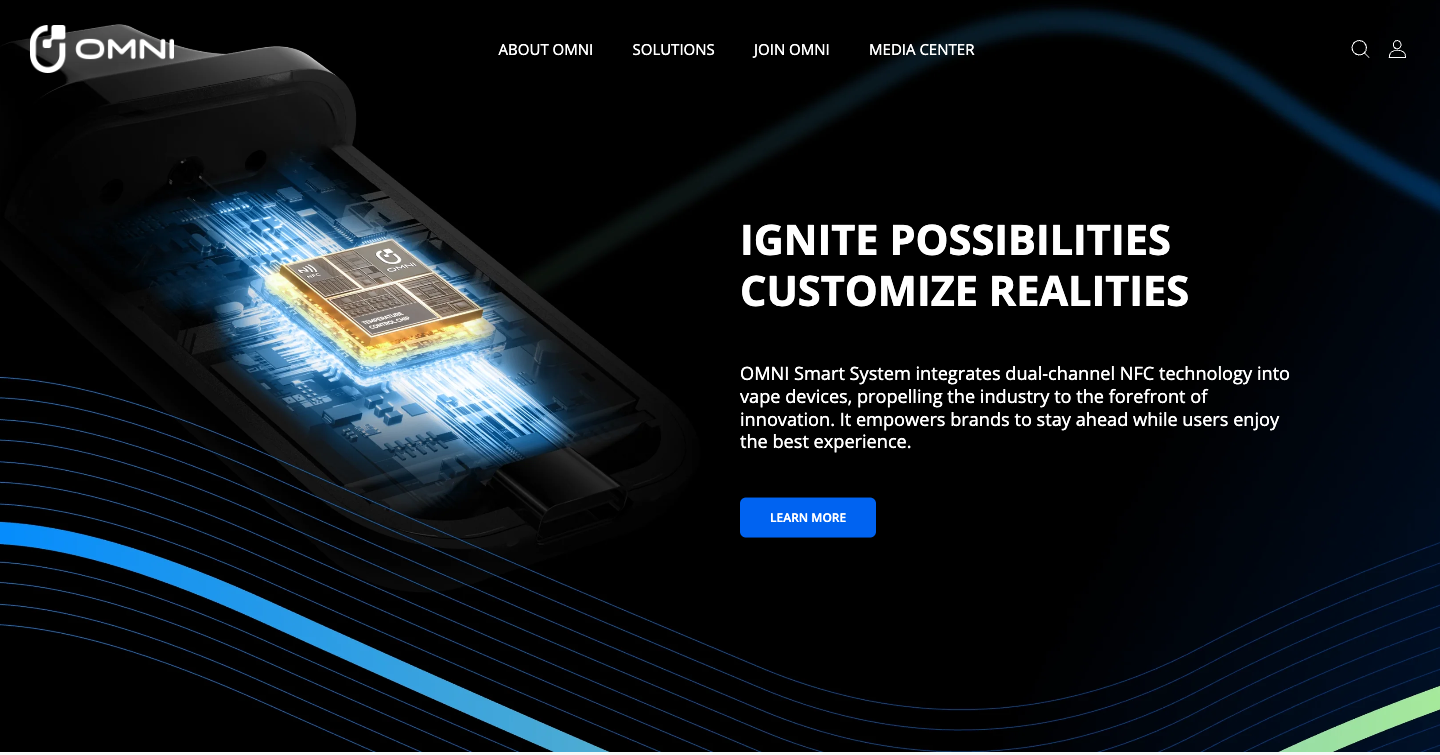 OMNI
ABOUT OMNI
SOLUTIONS
JOIN OMNI
MEDIA CENTER
NFC
OMNI
TEMPERATURE
CONTROL CHIP
IGNITE POSSIBILITIES
CUSTOMIZE REALITIES
OMNI Smart System integrates dual-channel NFC technology into
vape devices, propelling the industry to the forefront of
innovation. It empowers brands to stay ahead while users enjoy
the best experience.
LEARN MORE